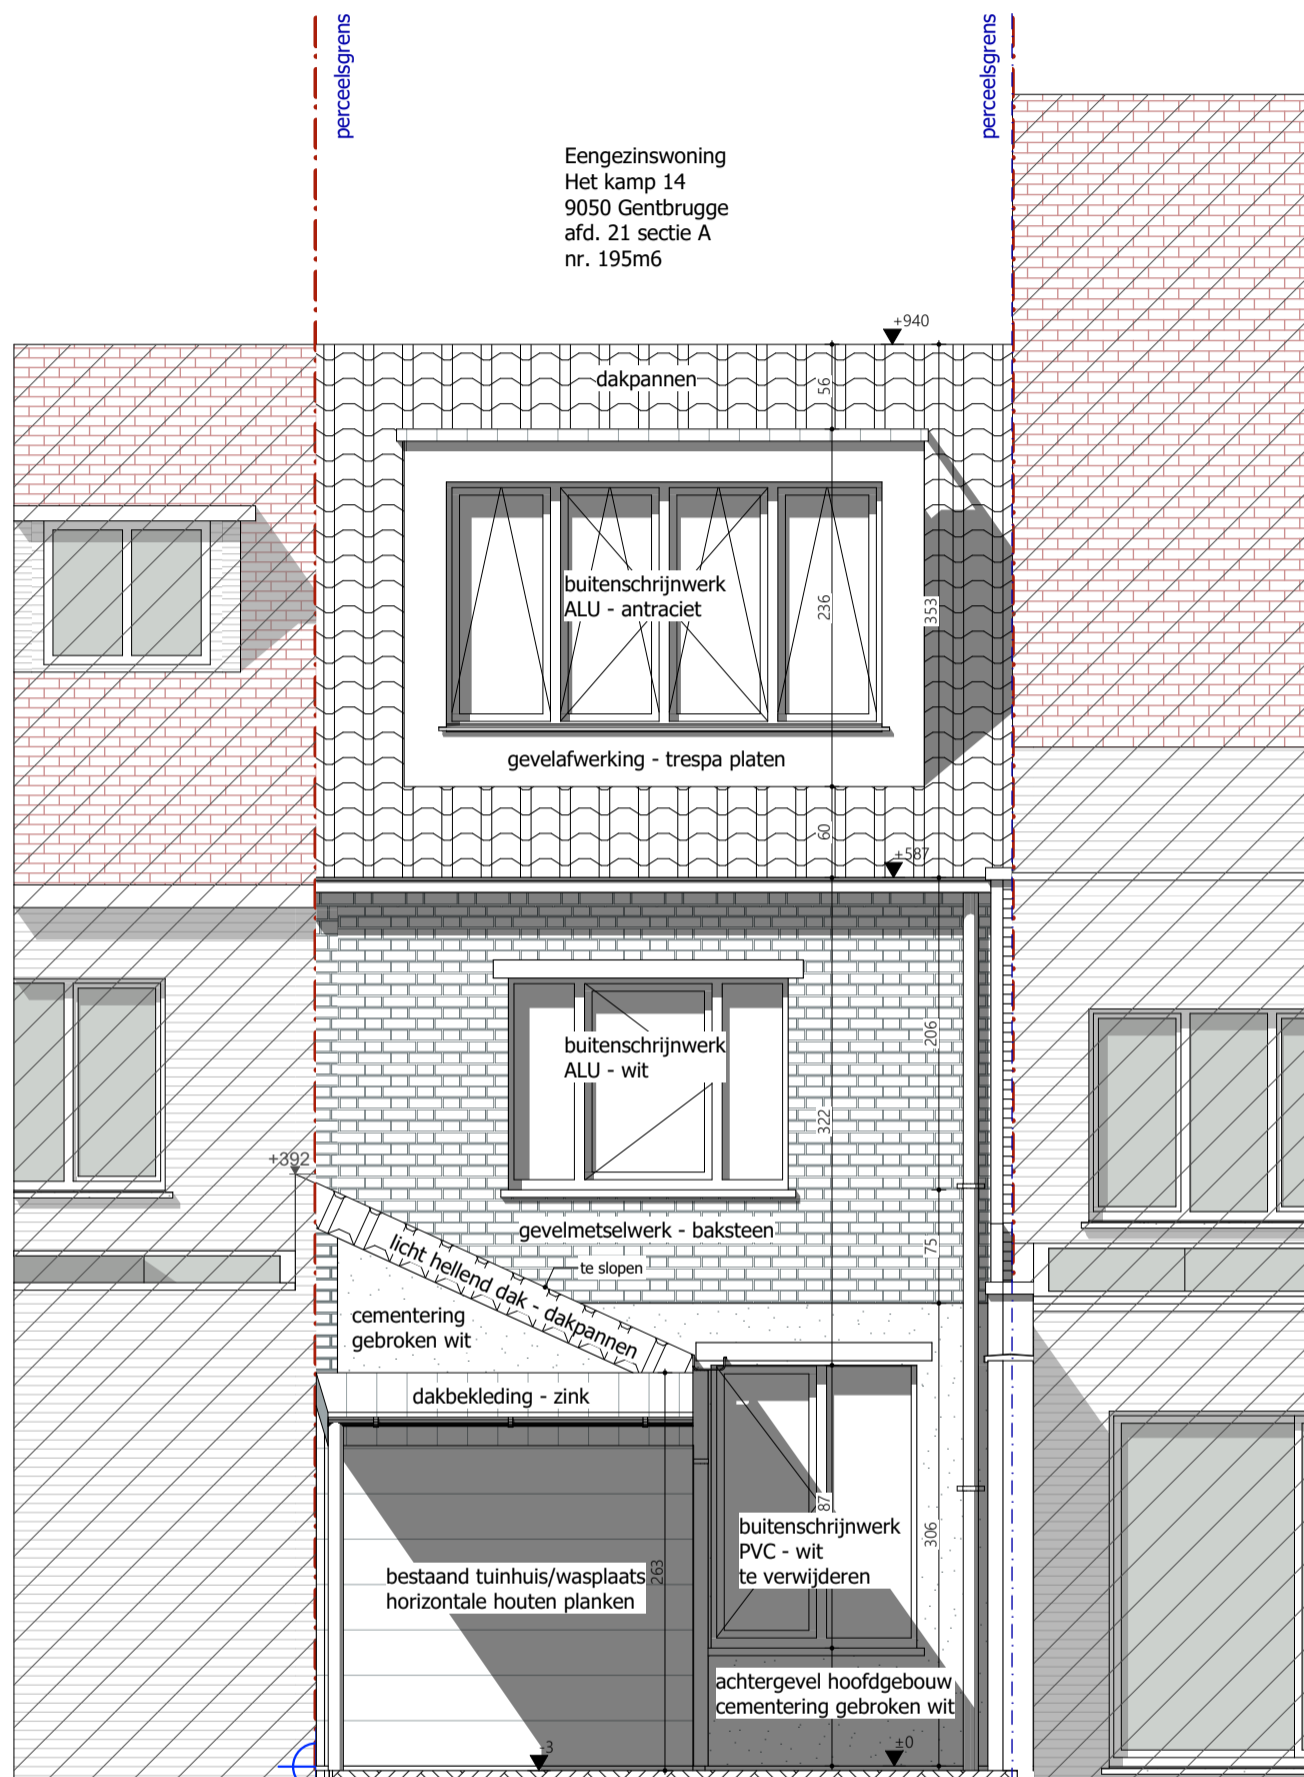 perceelsgrens
perceelsgrens
Eengezinswoning
Het kamp 14
9050 Gentbrugge
afd. 21 sectie A
nr. 195m6
+940
dakpannen
56
buitenschrijnwerk
ALU - antraciet
236
353
gevelafwerking - trespa platen
60
+587
buitenschrijnwerk
ALU - wit
206
322
+392
gevelmetselwerk - baksteen
75
licht hellend dak - dakpannen
te slopen
cementering
gebroken wit
dakbekleding - zink
87
306
buitenschrijnwerk
PVC - wit
te verwijderen
bestaand tuinhuis/wasplaats
horizontale houten planken
263
achtergevel hoofdgebouw
cementering gebroken wit
-3
±0